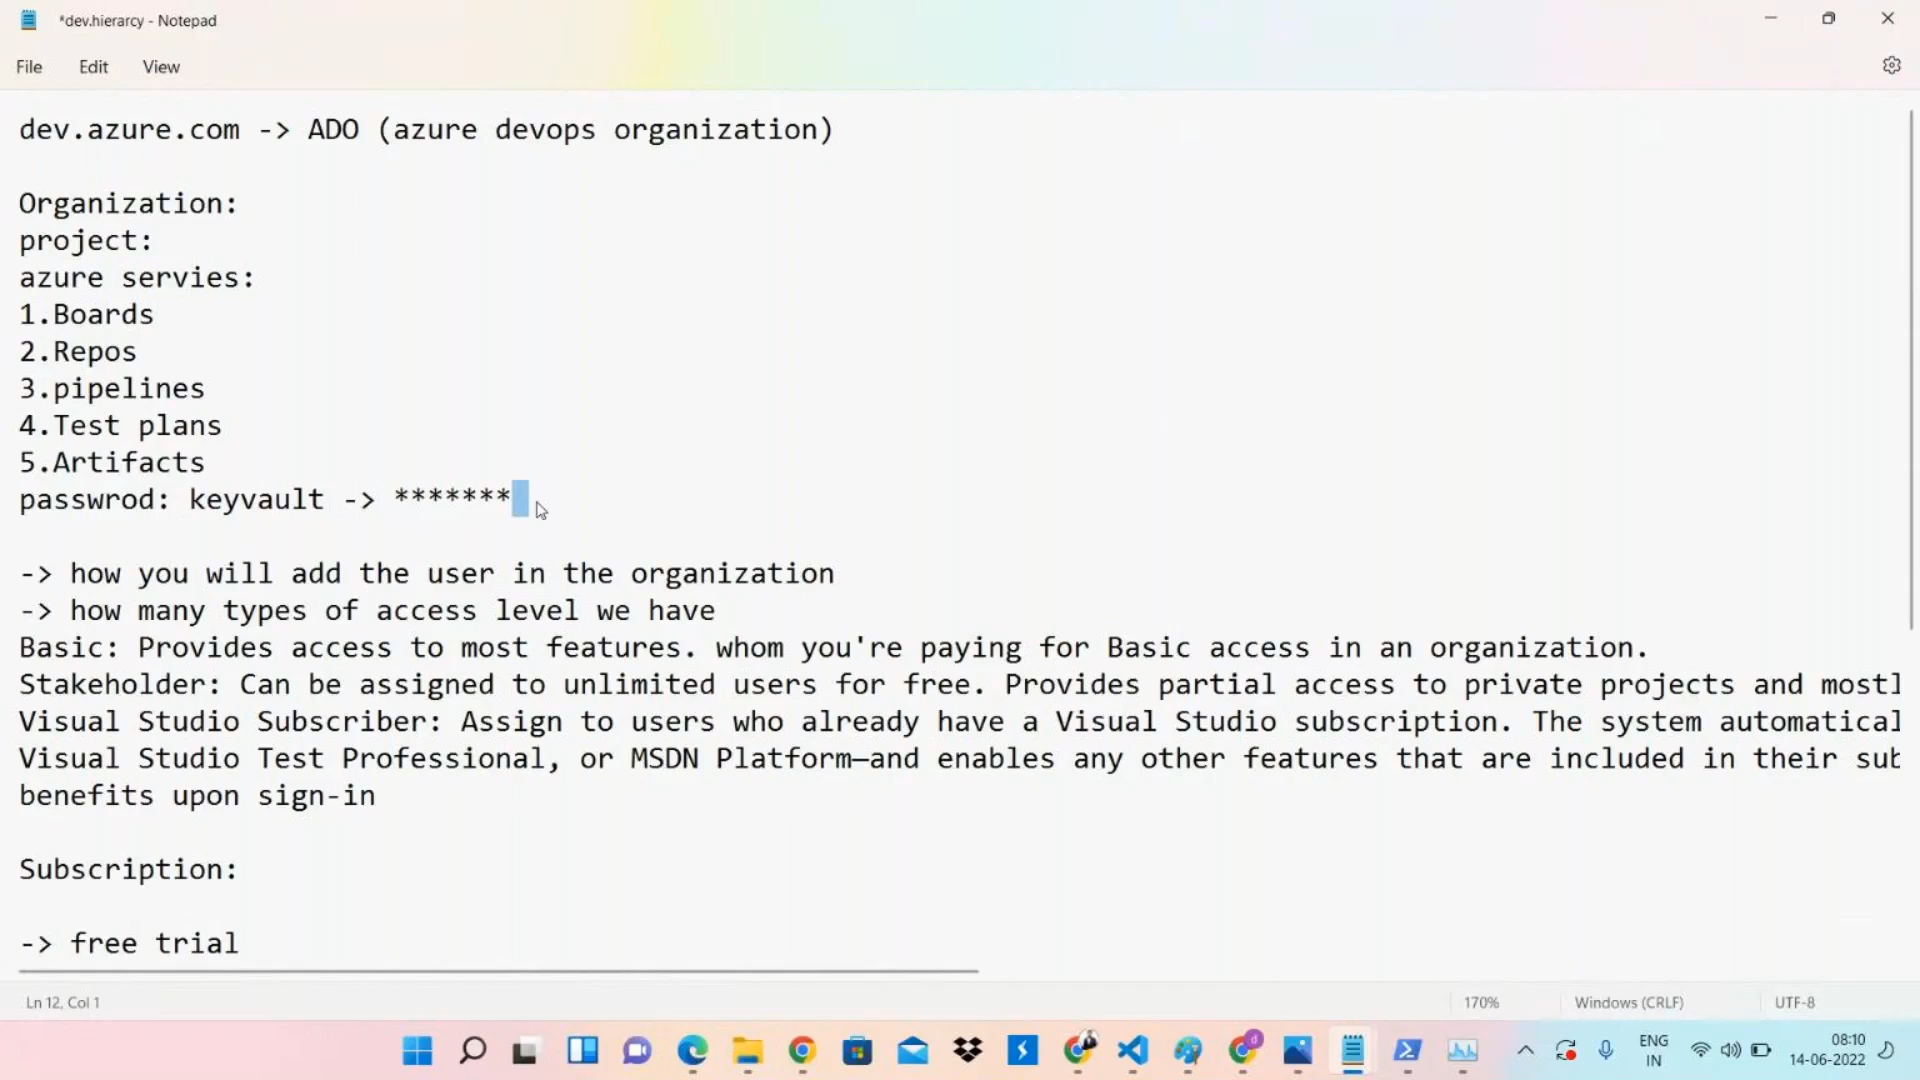 *dev.hierarcy - Notepad
File Edit View
dev.azure.com -> ADO (azure devops organization)
Organization:
project:
azure servies:
1.Boards
2.Repos
3.pipelines
4.Test plans
5.Artifacts
passwrod: keyvault -> *******
-> how you will add the user in the organization
-> how many types of access level we have
Basic: Provides access to most features. whom you're paying for Basic access in an organization.
Stakeholder: Can be assigned to unlimited users for free. Provides partial access to private projects and mostl
Visual Studio Subscriber: Assign to users who already have a Visual Studio subscription. The system automatical
Visual Studio Test Professional, or MSDN Platform—and enables any other features that are included in their sub
benefits upon sign-in
Subscription:
-> free trial
Ln 12, Col 1 170% Windows (CRLF) UTF-8
ENG IN 08:10
14-06-2022